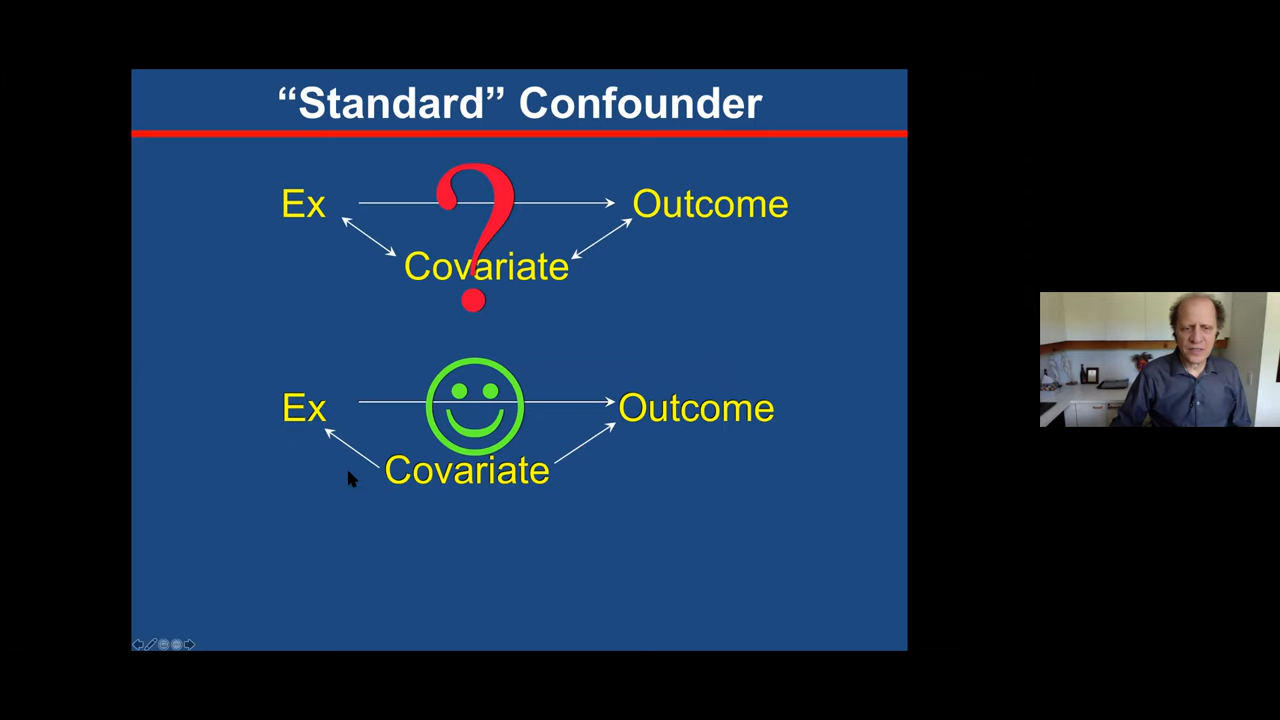 “Standard” Confounder
Ex Outcome
?
Covariate
Ex Outcome
Covariate